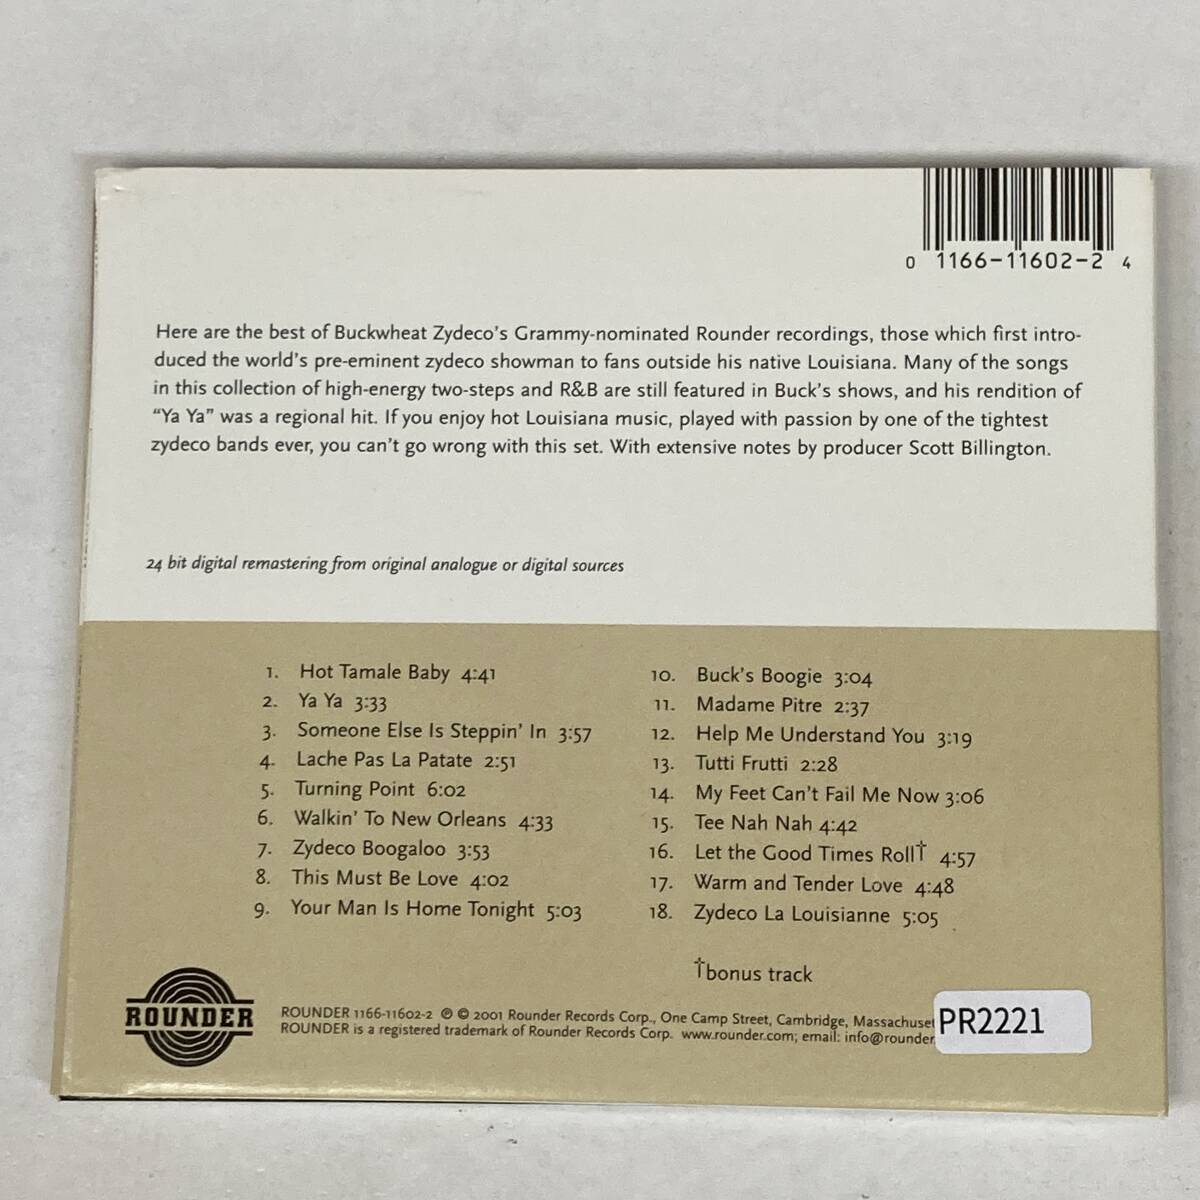 0 1166-11602-2 4
Here are the best of Buckwheat Zydeco's Grammy-nominated Rounder recordings, those which first intro-
duced the world's pre-eminent zydeco showman to fans outside his native Louisiana. Many of the songs
in this collection of high-energy two-steps and R&B are still featured in Buck's shows, and his rendition of
"Ya Ya" was a regional hit. If you enjoy hot Louisiana music, played with passion by one of the tightest
zydeco bands ever, you can't go wrong with this set. With extensive notes by producer Scott Billington.
24 bit digital remastering from original analogue or digital sources
1. Hot Tamale Baby 4:41
2. Ya Ya 3:33
3. Someone Else Is Steppin' In 3:57
4. Lache Pas La Patate 2:51
5. Turning Point 6:02
6. Walkin' To New Orleans 4:33
7. Zydeco Boogaloo 3:53
8. This Must Be Love 4:02
9. Your Man Is Home Tonight 5:03
10. Buck's Boogie 3:04
11. Madame Pitre 2:37
12. Help Me Understand You 3:19
13. Tutti Frutti 2:28
14. My Feet Can't Fail Me Now 3:06
15. Tee Nah Nah 4:42
16. Let the Good Times Roll† 4:57
17. Warm and Tender Love 4:48
18. Zydeco La Louisianne 5:05
†bonus track
ROUNDER
ROUNDER 1166-11602-2 ℗ © 2001 Rounder Records Corp., One Camp Street, Cambridge, Massachuset
ROUNDER is a registered trademark of Rounder Records Corp. www.rounder.com; email: info@rounder.
PR2221